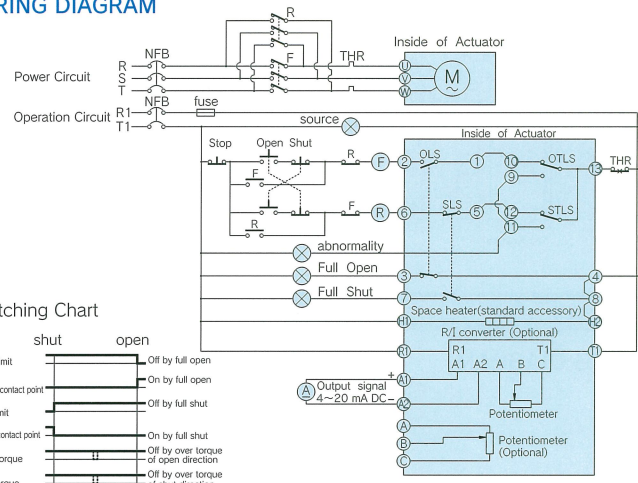 RING DIAGRAM
R
Inside of Actuator
NFB
F
THR
R
S
T
U
V
W
M
~
Power Circuit
NFB
fuse
Operation Circuit
R1
T1
source
Inside of Actuator
Stop
Open
Shut
R
F
2
OLS
1
10
OTLS
13
THR
F
9
F
R
6
SLS
5
12
STLS
R
11
abnormality
Full Open
3
4
Full Shut
7
8
Space heater(standard accessory)
H1
H2
R/I converter (Optional)
R1
R1
T1
T1
A1
A2
A
B
C
+
A1
A
Output signal
4~20 mA DC
-
A2
Potentiometer
A
B
C
Potentiometer
(Optional)
tching Chart
shut
open
mit
Off by full open
contact point
On by full open
mit
Off by full shut
ontact point
On by full shut
orque
Off by over torque
of open direction
Off by over torque